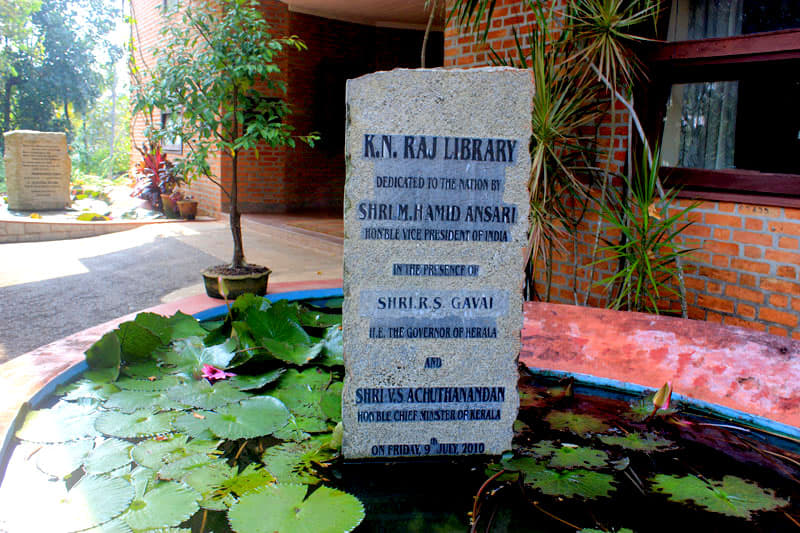 K.N. RAJ LIBRARY
DEDICATED TO THE NATION BY
SHRI.M.HAMID ANSARI
HON'BLE VICE PRESIDENT OF INDIA
IN THE PRESENCE OF
SHRI.R.S. GAVAI
H.E. THE GOVERNOR OF KERALA
AND
SHRI V.S ACHUTHANANDAN
HON'BLE CHIEF MINISTER OF KERALA
ON FRIDAY, 9th JULY, 2010